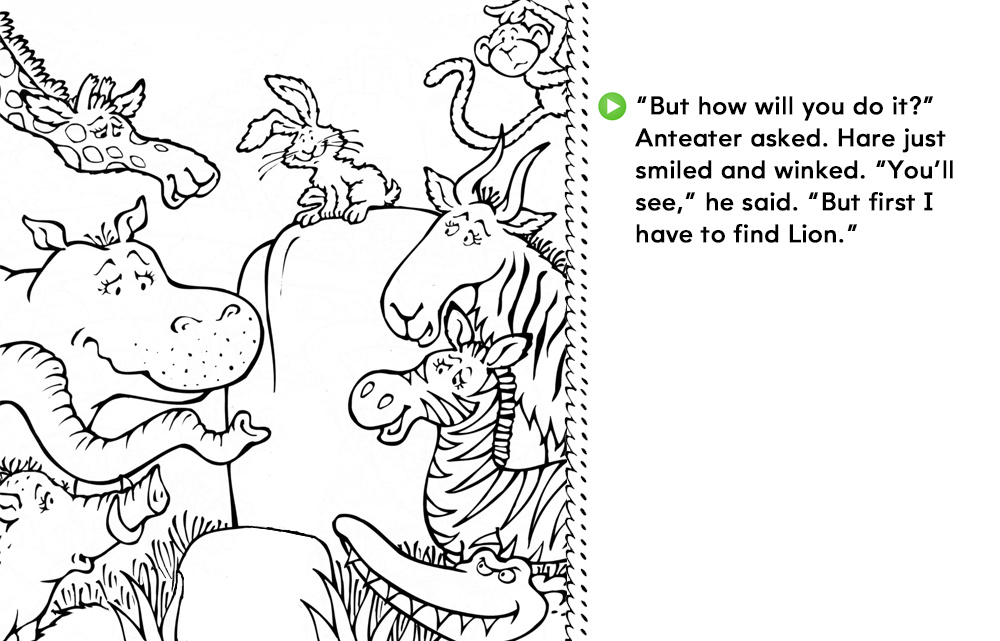 “But how will you do it?”
Anteater asked. Hare just
smiled and winked. “You’ll
see,” he said. “But first I
have to find Lion.”